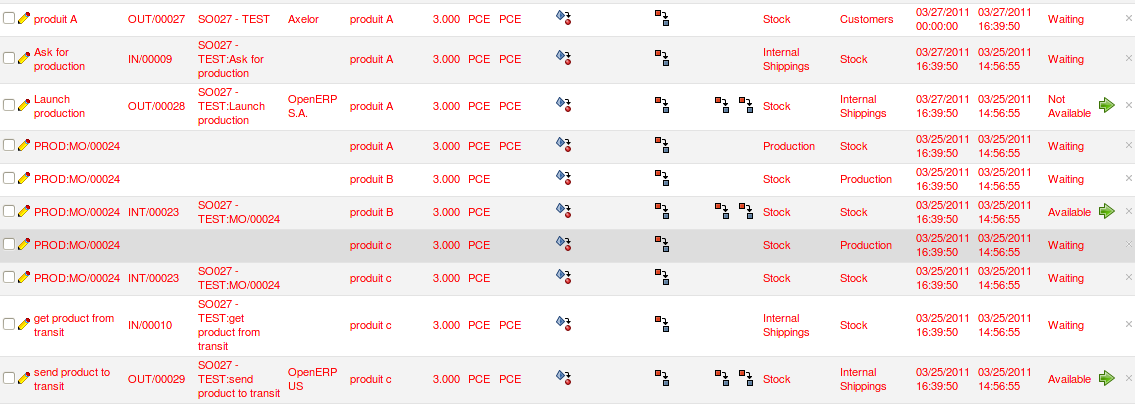 produit A OUT/00027 SO027 - TEST Axelor produit A 3.000 PCE PCE Stock Customers 03/27/2011 00:00:00 03/27/2011 16:39:50 Waiting
Ask for production IN/00009 SO027 - TEST:Ask for production produit A 3.000 PCE PCE Internal Shippings Stock 03/27/2011 16:39:50 03/25/2011 14:56:55 Waiting
Launch production OUT/00028 SO027 - TEST:Launch production OpenERP S.A. produit A 3.000 PCE PCE Stock Internal Shippings 03/27/2011 16:39:50 03/25/2011 14:56:55 Not Available
PROD:MO/00024 produit A 3.000 PCE PCE Production Stock 03/25/2011 16:39:50 03/25/2011 14:56:55 Waiting
PROD:MO/00024 produit B 3.000 PCE Stock Production 03/25/2011 16:39:50 03/25/2011 14:56:55 Waiting
PROD:MO/00024 INT/00023 SO027 - TEST:MO/00024 produit B 3.000 PCE Stock Stock 03/25/2011 16:39:50 03/25/2011 14:56:55 Available
PROD:MO/00024 produit c 3.000 PCE Stock Production 03/25/2011 16:39:50 03/25/2011 14:56:55 Waiting
PROD:MO/00024 INT/00023 SO027 - TEST:MO/00024 produit c 3.000 PCE Stock Stock 03/25/2011 16:39:50 03/25/2011 14:56:55 Waiting
get product from transit IN/00010 SO027 - TEST:get product from transit produit c 3.000 PCE PCE Internal Shippings Stock 03/25/2011 16:39:50 03/25/2011 14:56:55 Waiting
send product to transit OUT/00029 SO027 - TEST:send product to transit OpenERP US produit c 3.000 PCE PCE Stock Internal Shippings 03/25/2011 16:39:50 03/25/2011 14:56:55 Available